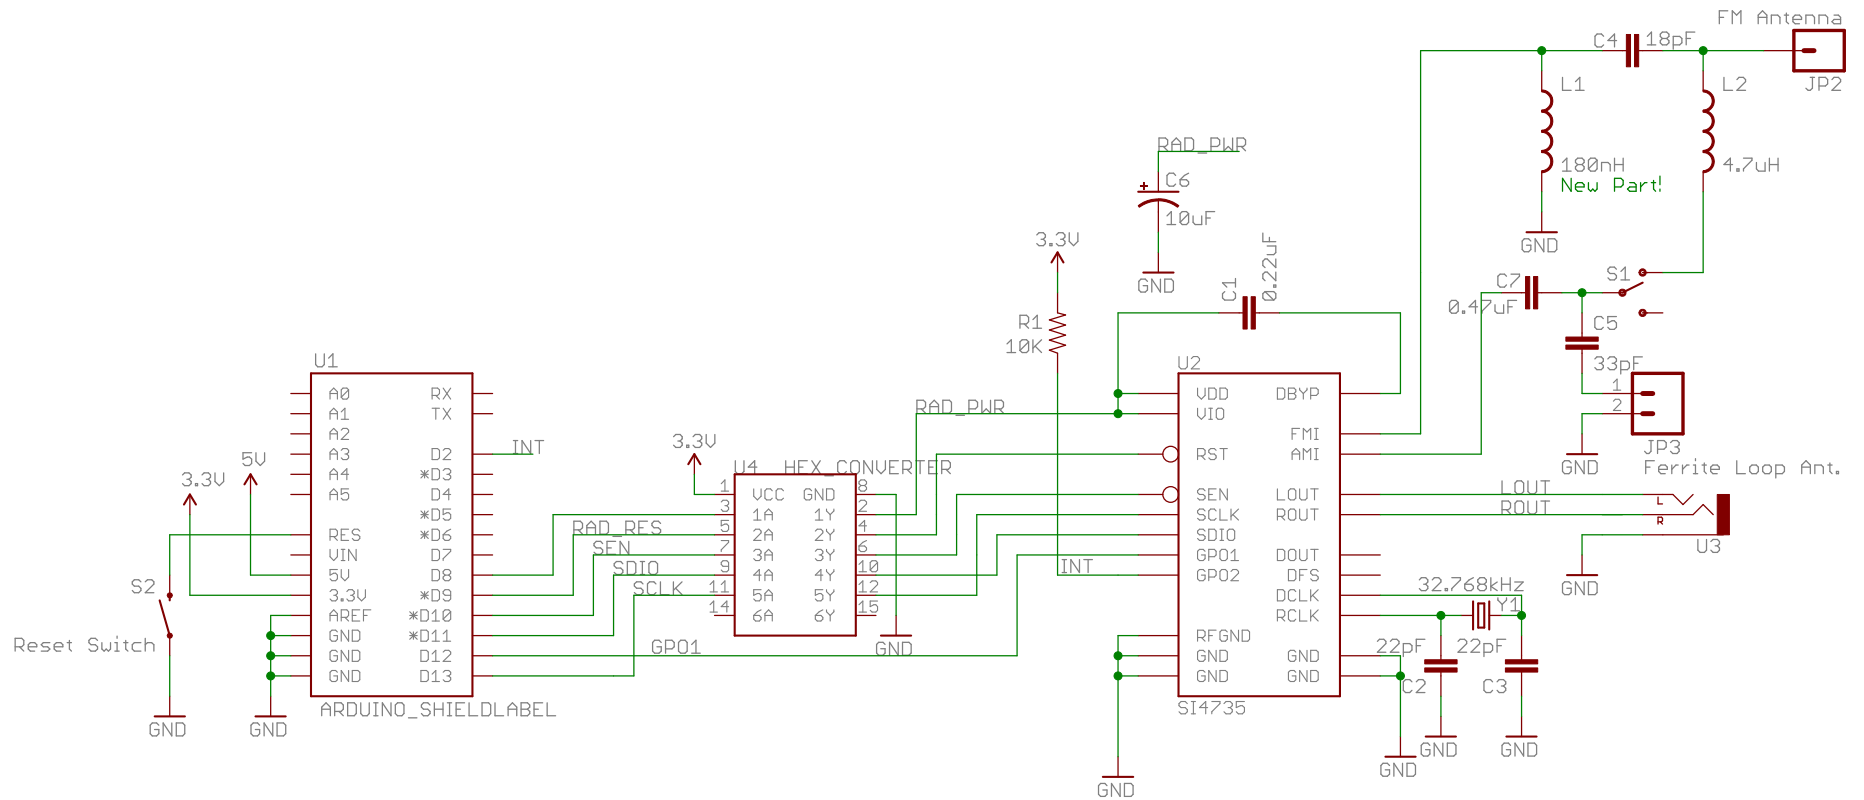 FM Antenna
C4
18pF
JP2
L1
180nH
New Part!
GND
L2
4.7uH
RAD_PWR
C6
+
10uF
GND
3.3V
R1
10K
C1
0.22uF
C7
0.47uF
S1
C5
33pF
1
2
JP3
Ferrite Loop Ant.
GND
U1
A0
A1
A2
A3
A4
A5
RES
VIN
5V
3.3V
AREF
GND
GND
GND
RX
TX
D2
*D3
D4
*D5
*D6
D7
D8
*D9
*D10
*D11
D12
D13
ARDUINO_SHIELDLABEL
3.3V
5V
S2
Reset Switch
GND
GND
INT
RAD_RES
SEN
SDIO
SCLK
GPO1
3.3V
U4
HEX_CONVERTER
1
3
5
7
9
11
14
VCC
1A
2A
3A
4A
5A
6A
GND
1Y
2Y
3Y
4Y
5Y
6Y
8
2
4
6
10
12
15
GND
RAD_PWR
INT
U2
VDD
VIO
RST
SEN
SCLK
SDIO
GPO1
GPO2
RFGND
GND
GND
DBYP
FMI
AMI
LOUT
ROUT
DOUT
DFS
DCLK
RCLK
GND
GND
SI4735
GND
GND
LOUT
ROUT
L
R
U3
GND
32.768kHz
Y1
22pF
C2
22pF
C3
GND
GND